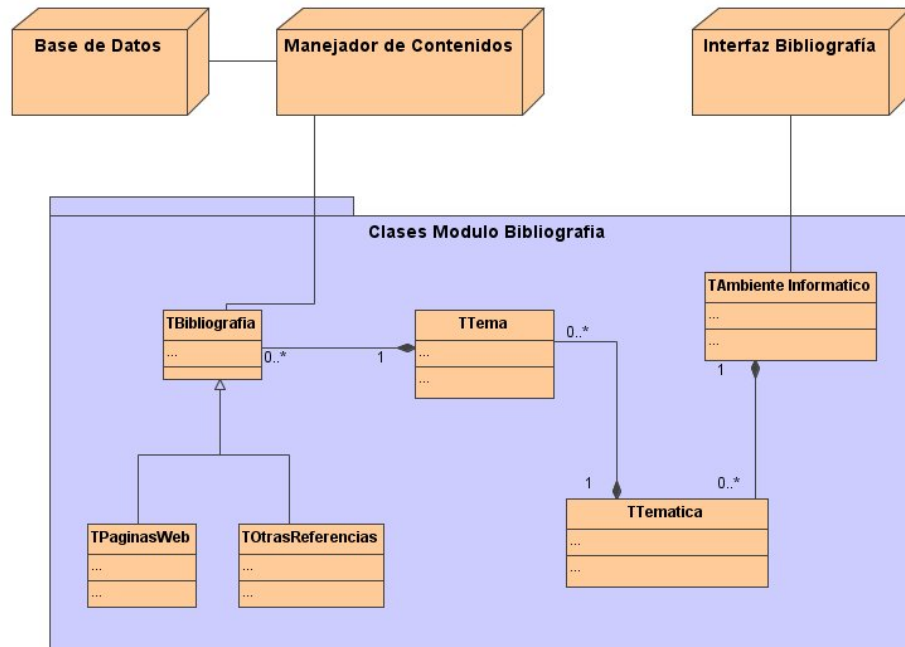 Base de Datos
Manejador de Contenidos
Interfaz Bibliografía
Clases Modulo Bibliografia
TAmbiente Informatico
...
...
1
TBibliografia
...
0..*
1
TTema
...
...
0..*
1
0..*
TTematica
...
...
TPaginasWeb
...
...
TOtrasReferencias
...
...